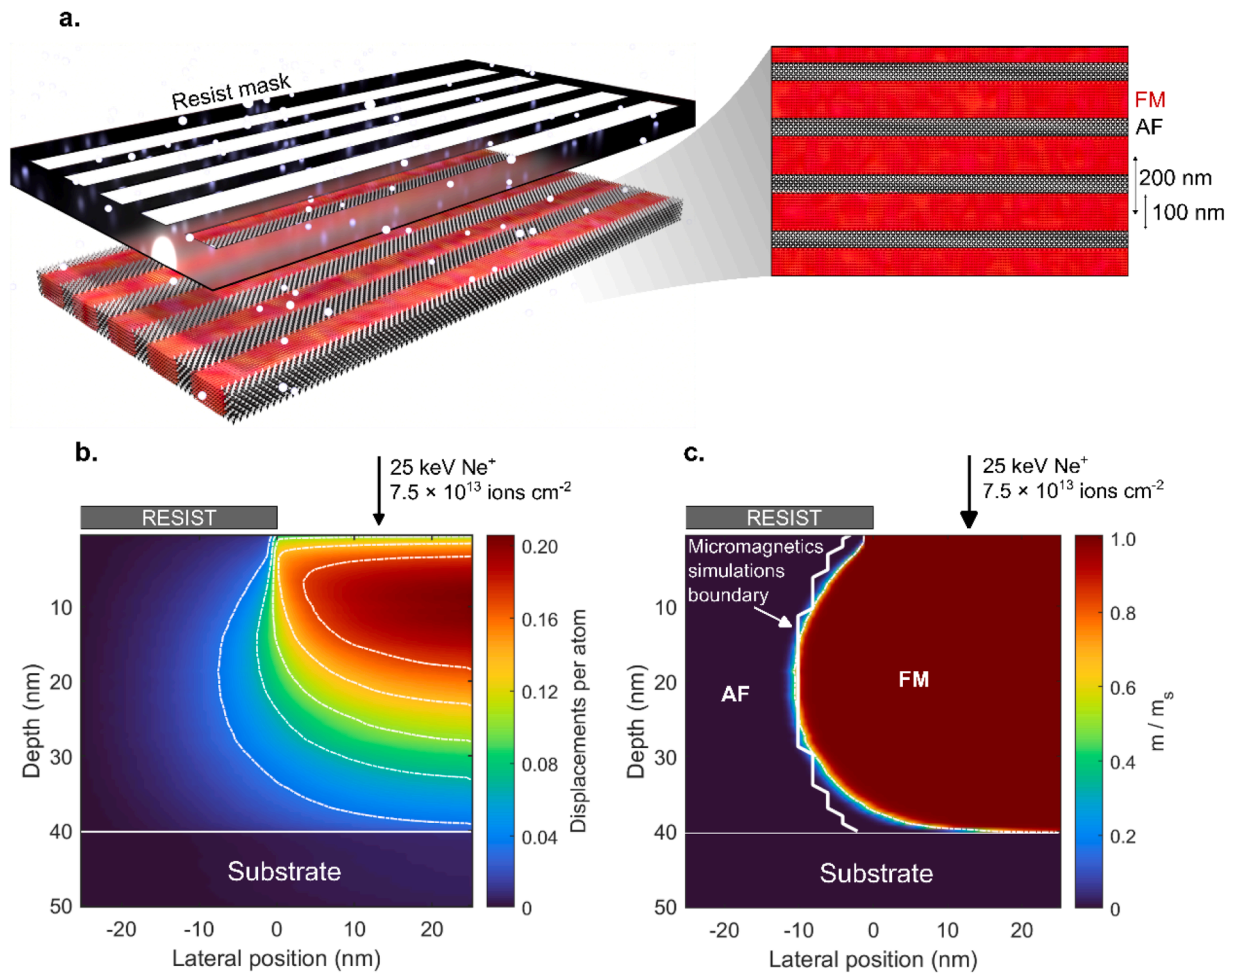 a.
Resist mask
FM
AF
200 nm
100 nm
b.
25 keV Ne⁺
7.5 × 10¹³ ions cm⁻²
RESIST
10
20
30
40
50
Depth (nm)
Substrate
-20
-10
0
10
20
Lateral position (nm)
0.20
0.16
0.12
0.08
0.04
0
Displacements per atom
c.
25 keV Ne⁺
7.5 × 10¹³ ions cm⁻²
RESIST
Micromagnetics
simulations
boundary
AF
FM
10
20
30
40
50
Depth (nm)
Substrate
-20
-10
0
10
20
Lateral position (nm)
1.0
0.8
0.6
0.4
0.2
0
m / mₛ